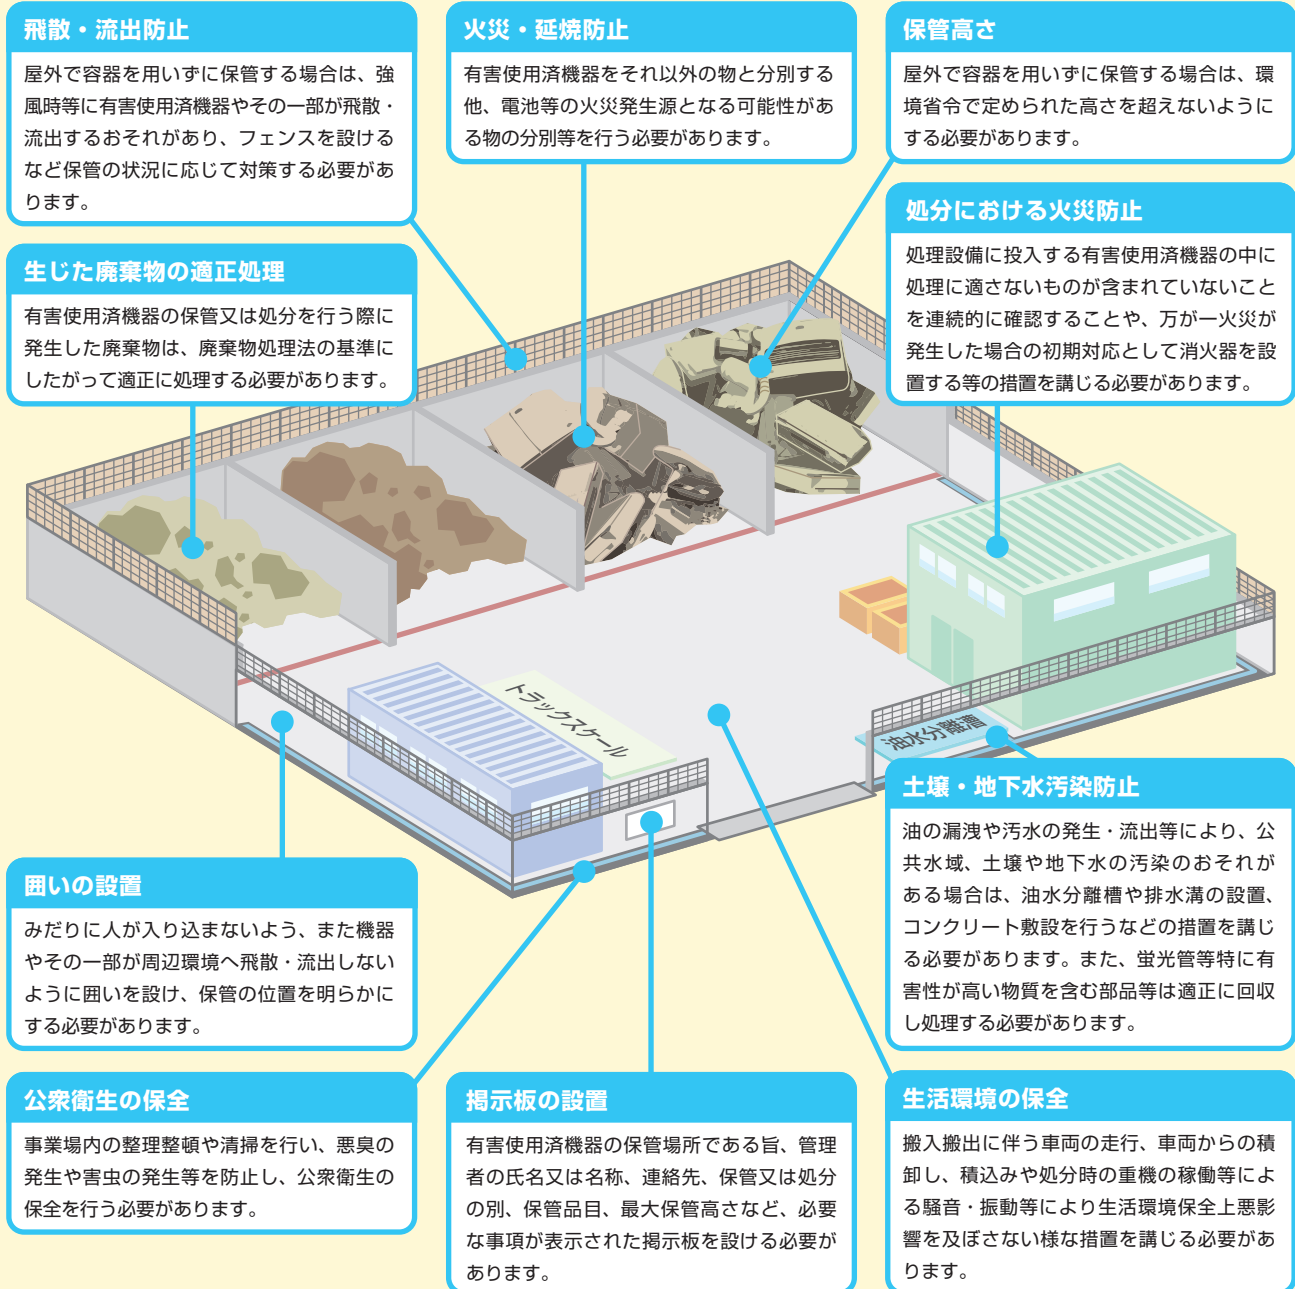 飛散・流出防止
屋外で容器を用いずに保管する場合は、強
風時等に有害使用済機器やその一部が飛散・
流出するおそれがあり、フェンスを設ける
など保管の状況に応じて対策する必要があ
ります。
火災・延焼防止
有害使用済機器をそれ以外の物と分別する
他、電池等の火災発生源となる可能性があ
る物の分別等を行う必要があります。
保管高さ
屋外で容器を用いずに保管する場合は、環
境省令で定められた高さを超えないように
する必要があります。
生じた廃棄物の適正処理
有害使用済機器の保管又は処分を行う際に
発生した廃棄物は、廃棄物処理法の基準に
したがって適正に処理する必要があります。
処分における火災防止
処理設備に投入する有害使用済機器の中に
処理に適さないものが含まれていないこと
を連続的に確認することや、万が一火災が
発生した場合の初期対応として消火器を設
置する等の措置を講じる必要があります。
トラックスケール
油水分離漕
囲いの設置
みだりに人が入り込まないよう、また機器
やその一部が周辺環境へ飛散・流出しない
ように囲いを設け、保管の位置を明らかに
する必要があります。
土壌・地下水汚染防止
油の漏洩や汚水の発生・流出等により、公
共水域、土壌や地下水の汚染のおそれが
ある場合は、油水分離槽や排水溝の設置、
コンクリート敷設を行うなどの措置を講じ
る必要があります。また、蛍光管等特に有
害性が高い物質を含む部品等は適正に回収
し処理する必要があります。
公衆衛生の保全
事業場内の整理整頓や清掃を行い、悪臭の
発生や害虫の発生等を防止し、公衆衛生の
保全を行う必要があります。
掲示板の設置
有害使用済機器の保管場所である旨、管理
者の氏名又は名称、連絡先、保管又は処分
の別、保管品目、最大保管高さなど、必要
な事項が表示された掲示板を設ける必要が
あります。
生活環境の保全
搬入搬出に伴う車両の走行、車両からの積
卸し、積込みや処分時の重機の稼働等によ
る騒音・振動等により生活環境保全上悪影
響を及ぼさない様な措置を講じる必要があ
ります。